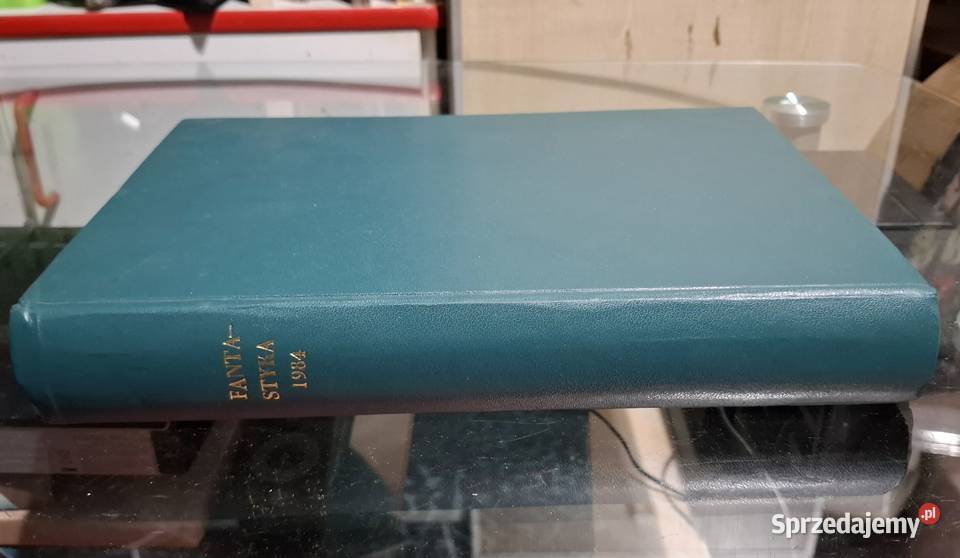 FANTA-
STYKA
1984
Sprzedajemy.pl